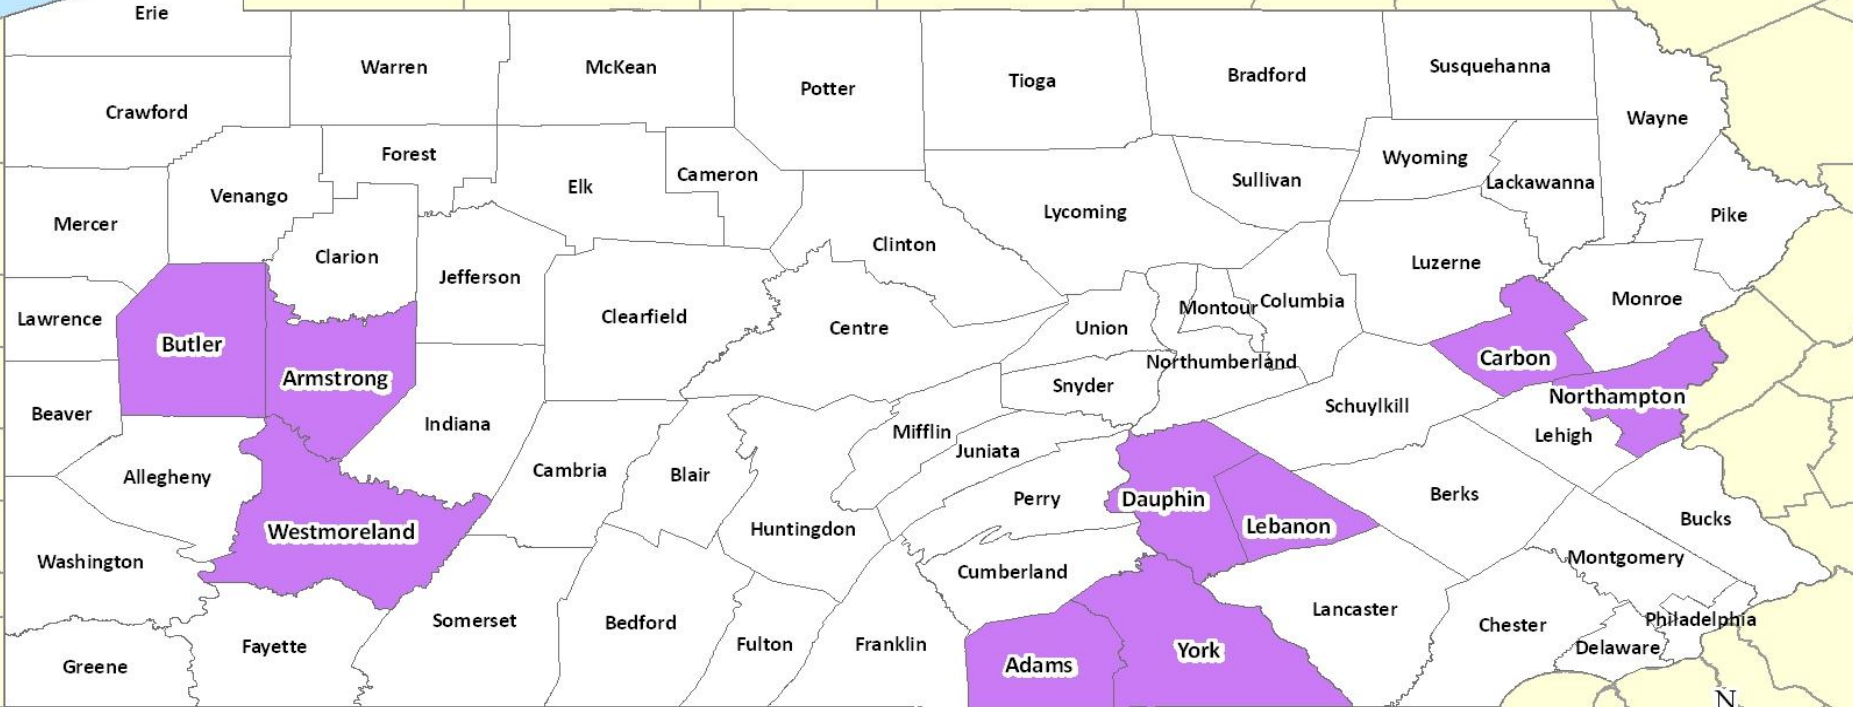 Erie
Warren
McKean
Potter
Tioga
Bradford
Susquehanna
Crawford
Wayne
Forest
Cameron
Wyoming
Venango
Elk
Sullivan
Lackawanna
Mercer
Lycoming
Pike
Clarion
Clinton
Jefferson
Luzerne
Lawrence
Clearfield
Centre
Union
Montour
Columbia
Monroe
Butler
Armstrong
Northumberland
Carbon
Beaver
Snyder
Northampton
Indiana
Mifflin
Schuylkill
Lehigh
Allegheny
Cambria
Blair
Juniata
Perry
Dauphin
Berks
Westmoreland
Huntingdon
Lebanon
Bucks
Washington
Cumberland
Montgomery
Somerset
Bedford
Lancaster
Chester
Philadelphia
Greene
Fayette
Fulton
Franklin
Adams
York
Delaware
N